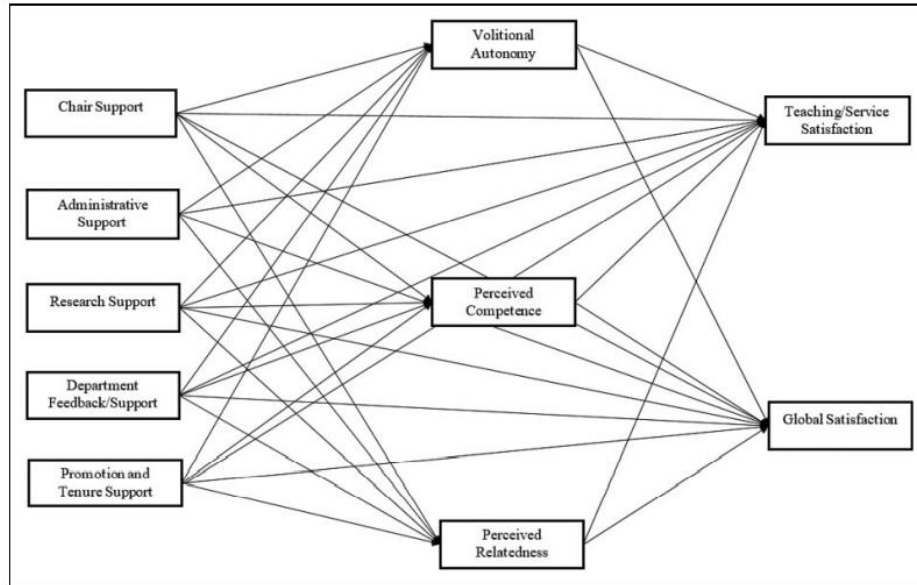 Volitional
Autonomy
Chair Support
Teaching/Service
Satisfaction
Administrative
Support
Research Support
Perceived
Competence
Department
Feedback/Support
Global Satisfaction
Promotion and
Tenure Support
Perceived
Relatedness